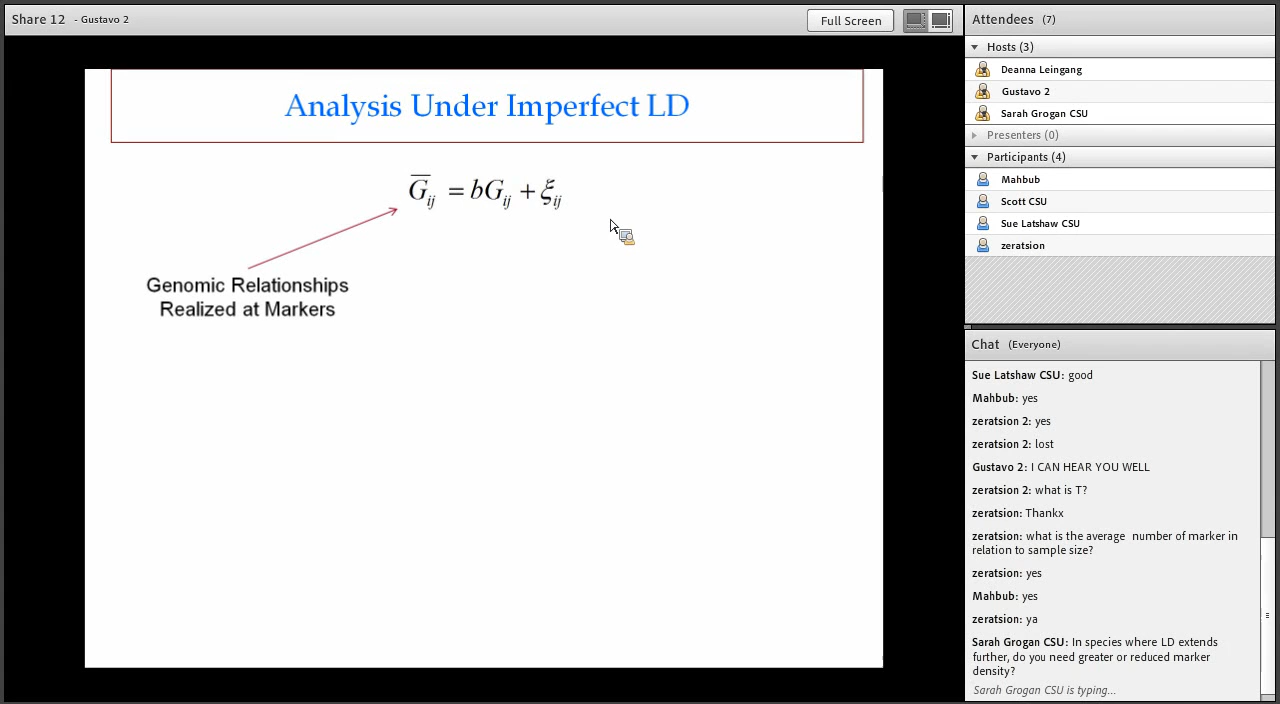 Share 12 - Gustavo 2
Full Screen
Analysis Under Imperfect LD
G̅ij = bGij + ξij
Genomic Relationships
Realized at Markers
Attendees (7)
Hosts (3)
Deanna Leingang
Gustavo 2
Sarah Grogan CSU
Presenters (0)
Participants (4)
Mahbub
Scott CSU
Sue Latshaw CSU
zeratsion
Chat (Everyone)
Sue Latshaw CSU: good
Mahbub: yes
zeratsion 2: yes
zeratsion 2: lost
Gustavo 2: I CAN HEAR YOU WELL
zeratsion 2: what is T?
zeratsion: Thankx
zeratsion: what is the average number of marker in
relation to sample size?
zeratsion: yes
Mahbub: yes
zeratsion: ya
Sarah Grogan CSU: In species where LD extends
further, do you need greater or reduced marker
density?
Sarah Grogan CSU is typing...